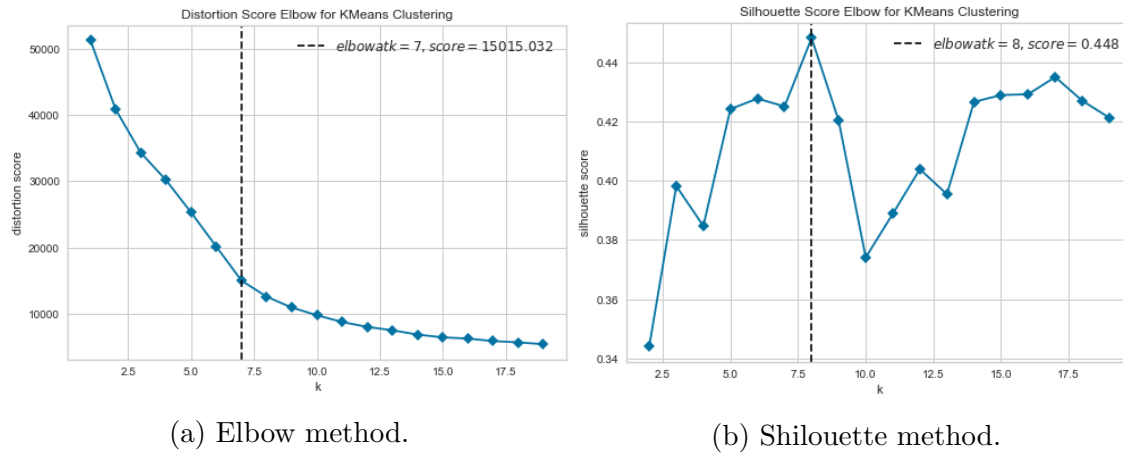 Distortion Score Elbow for KMeans Clustering
elbowatk = 7, score = 15015.032
50000
40000
30000
20000
10000
distortion score
2.5 5.0 7.5 10.0 12.5 15.0 17.5
k
(a) Elbow method.
Silhouette Score Elbow for KMeans Clustering
elbowatk = 8, score = 0.448
0.44
0.42
0.40
0.38
0.36
0.34
silhouette score
2.5 5.0 7.5 10.0 12.5 15.0 17.5
k
(b) Shilouette method.